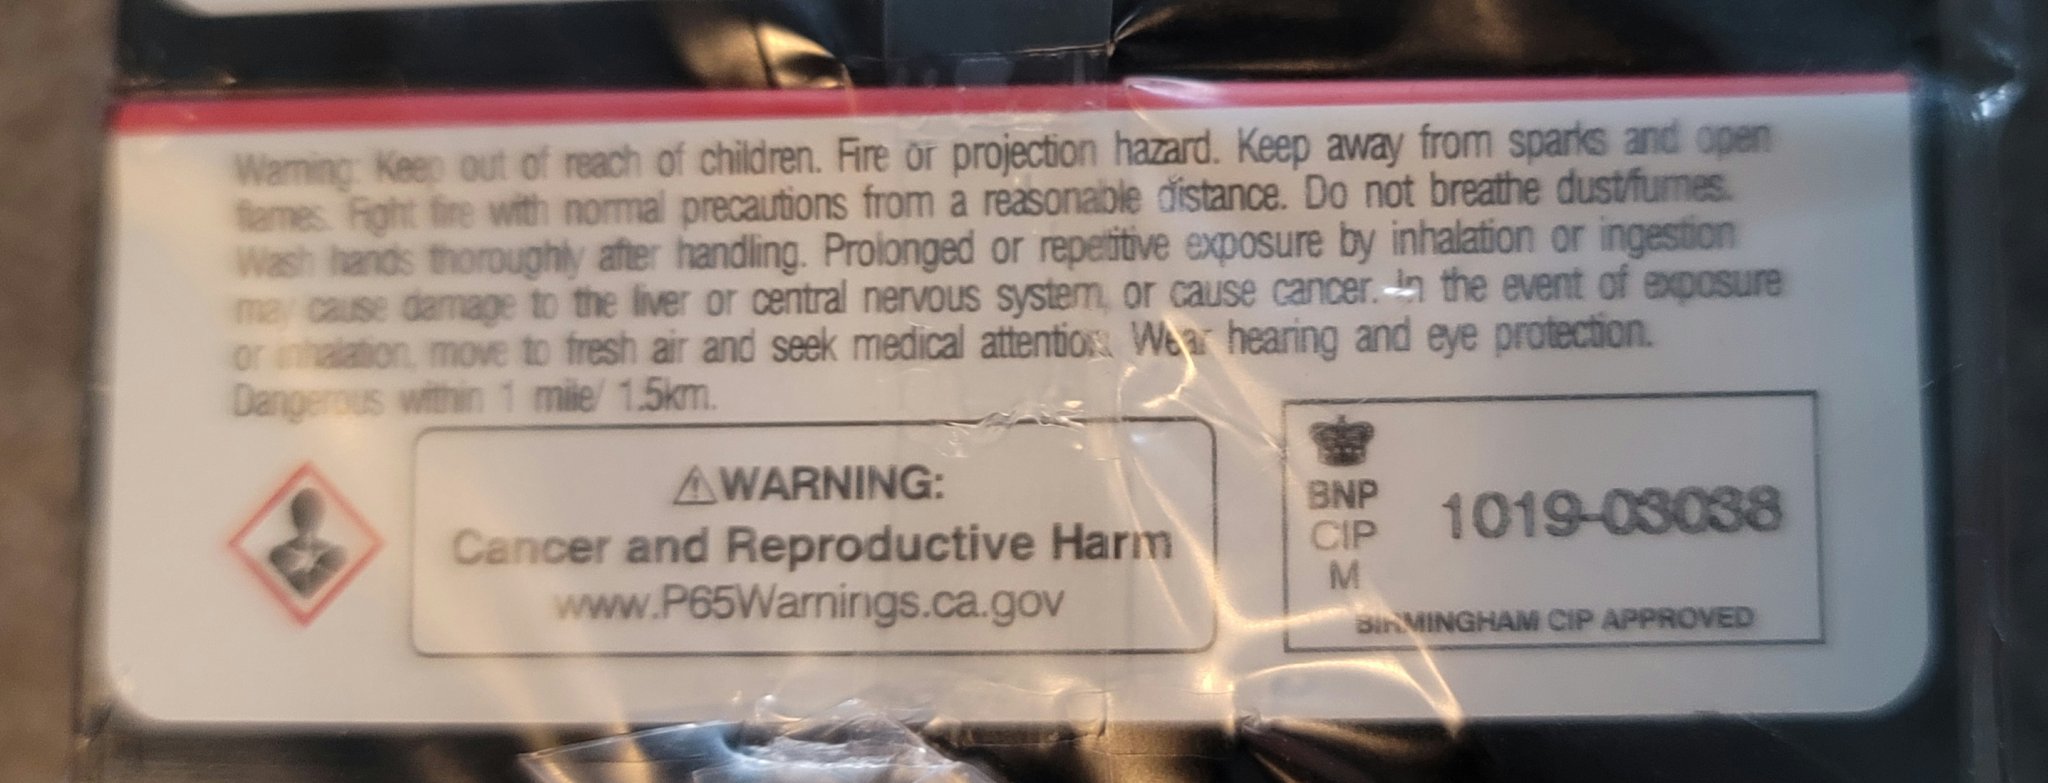 Warning: Keep out of reach of children. Fire or projection hazard. Keep away from sparks and open
flames. Fight fire with normal precautions from a reasonable distance. Do not breathe dust/fumes.
Wash hands thoroughly after handling. Prolonged or repetitive exposure by inhalation or ingestion
may cause damage to the liver or central nervous system, or cause cancer. In the event of exposure
or inhalation, move to fresh air and seek medical attention. Wear hearing and eye protection.
Dangerous within 1 mile/ 1.5km.
⚠WARNING:
Cancer and Reproductive Harm
www.P65Warnings.ca.gov
BNP
CIP
M
1019-03038
BIRMINGHAM CIP APPROVED